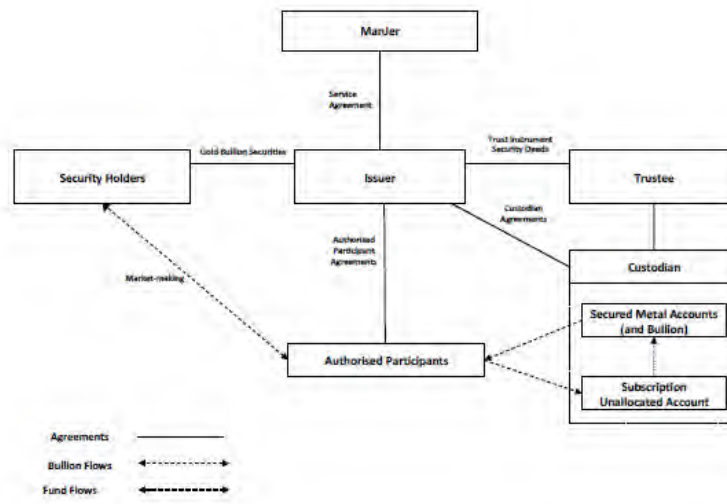 ManJer
Service
Agreement
Gold Bullion Securities
Trust Instrument
Security Deeds
Security Holders
Issuer
Trustee
Custodian
Agreements
Authorised
Participant
Agreements
Market-making
Custodian
Secured Metal Accounts
(and Bullion)
Authorised Participants
Subscription
Unallocated Account
Agreements
Bullion Flows
Fund Flows